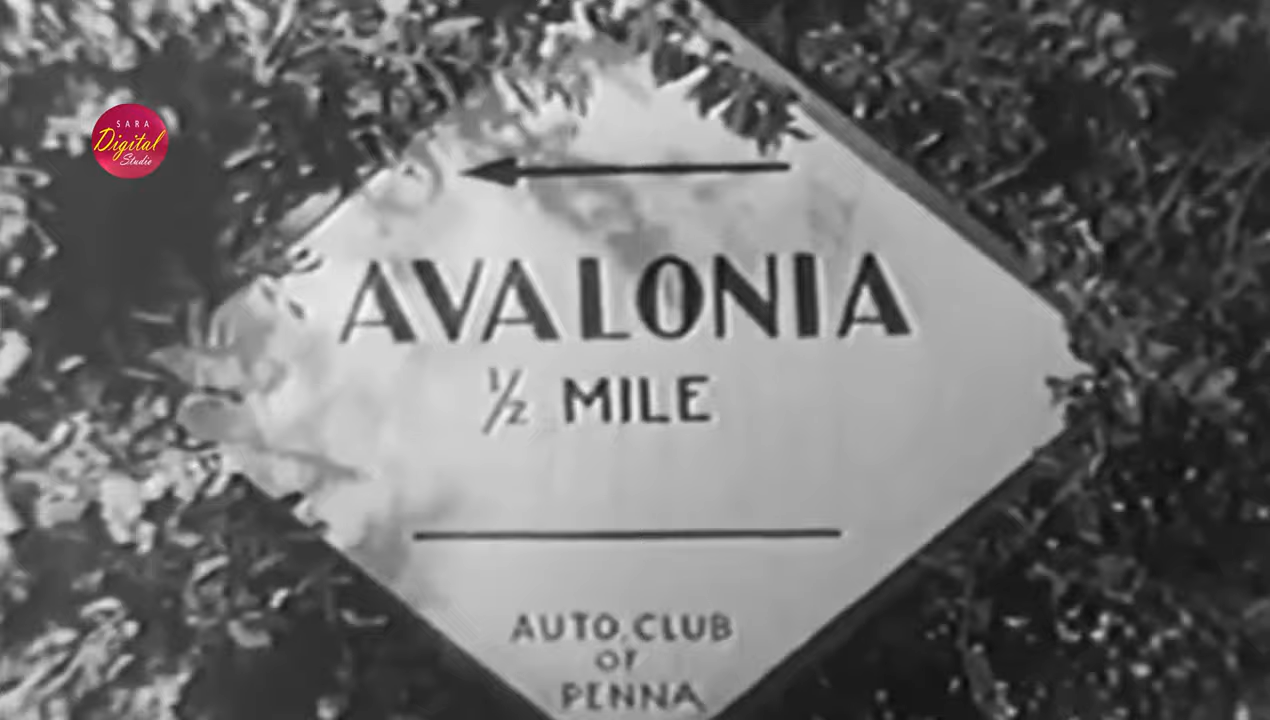 SARA
Digital
Studio
AVALONIA
½ MILE
AUTO CLUB
OF
PENNA